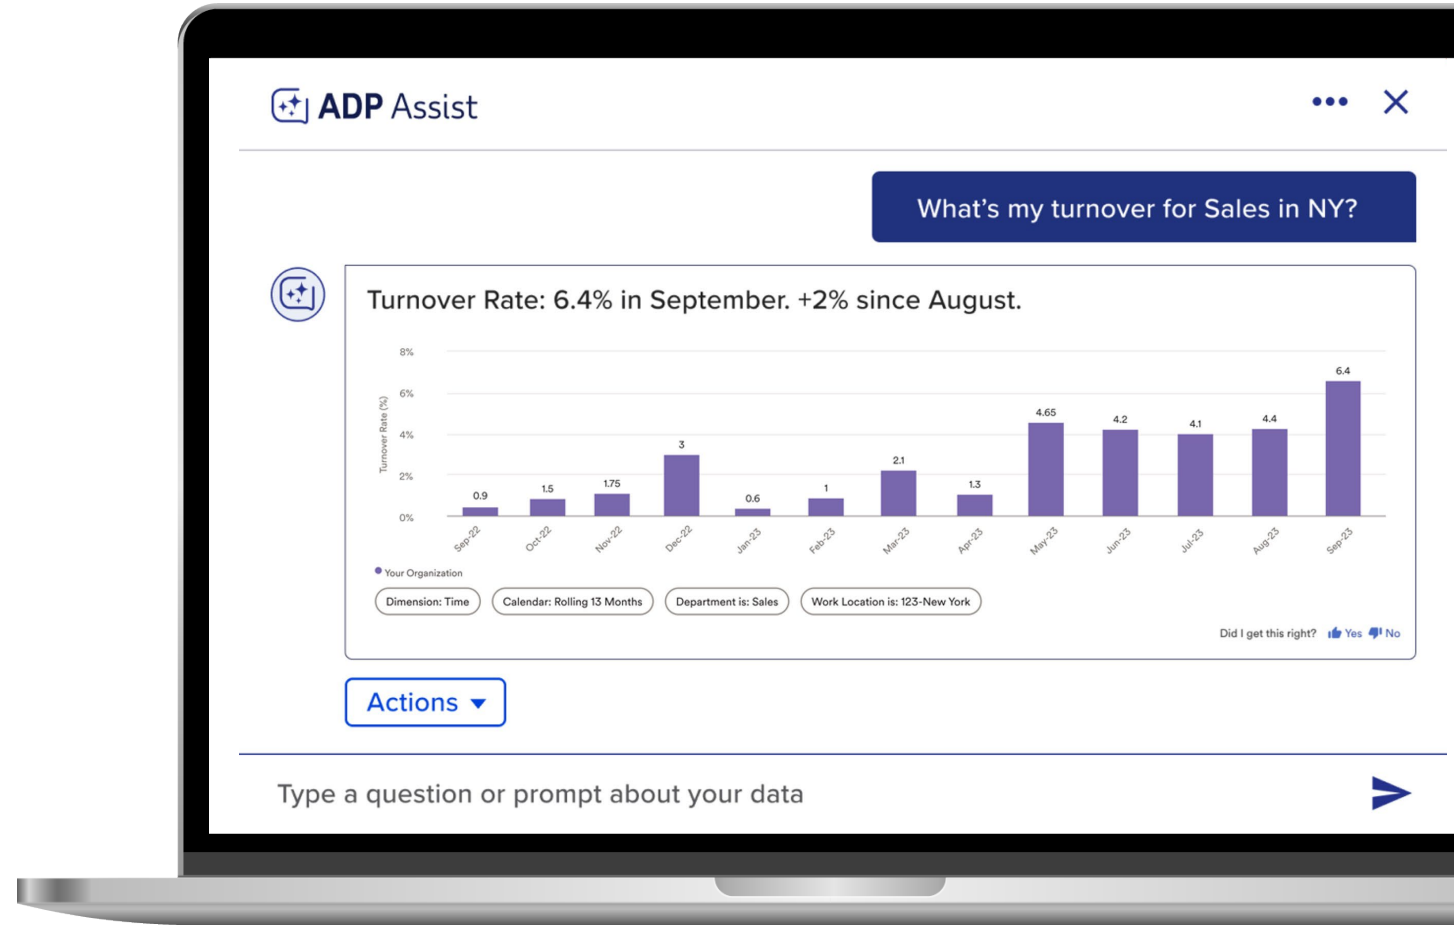 ADP Assist
What's my turnover for Sales in NY?
Turnover Rate: 6.4% in September. +2% since August.
8%
6%
4%
2%
0%
Turnover Rate (%)
0.9
1.5
1.75
3
0.6
1
2.1
1.3
4.65
4.2
4.1
4.4
6.4
Sep-22
Oct-22
Nov-22
Dec-22
Jan-23
Feb-23
Mar-23
Apr-23
May-23
Jun-23
Jul-23
Aug-23
Sep-23
Your Organization
Dimension: Time Calendar: Rolling 13 Months Department is: Sales Work Location is: 123-New York
Did I get this right? Yes No
Actions
Type a question or prompt about your data